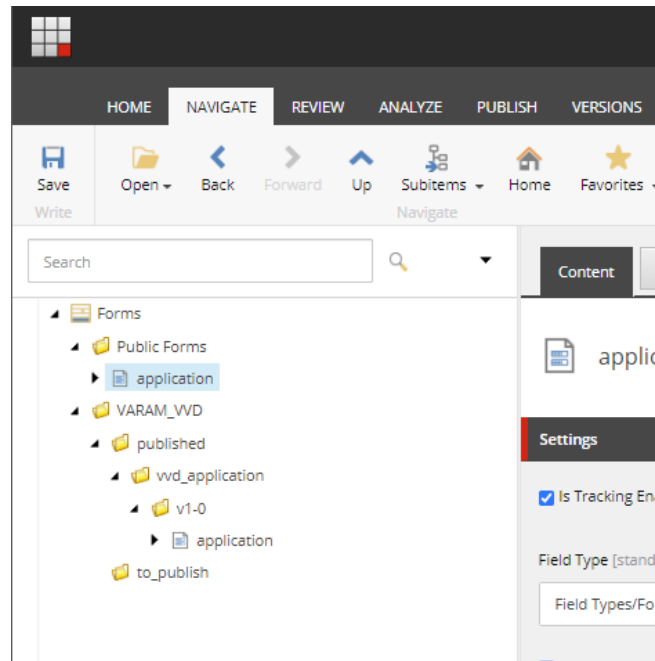 HOME NAVIGATE REVIEW ANALYZE PUBLISH VERSIONS
Save Open Back Forward Up Subitems Home Favorites
Write Navigate
Search
Content
Forms
Public Forms
applic
application
VARAM_VVD
published
Settings
vvd_application
Is Tracking En
v1-0
application
Field Type [stand
to_publish
Field Types/Fo